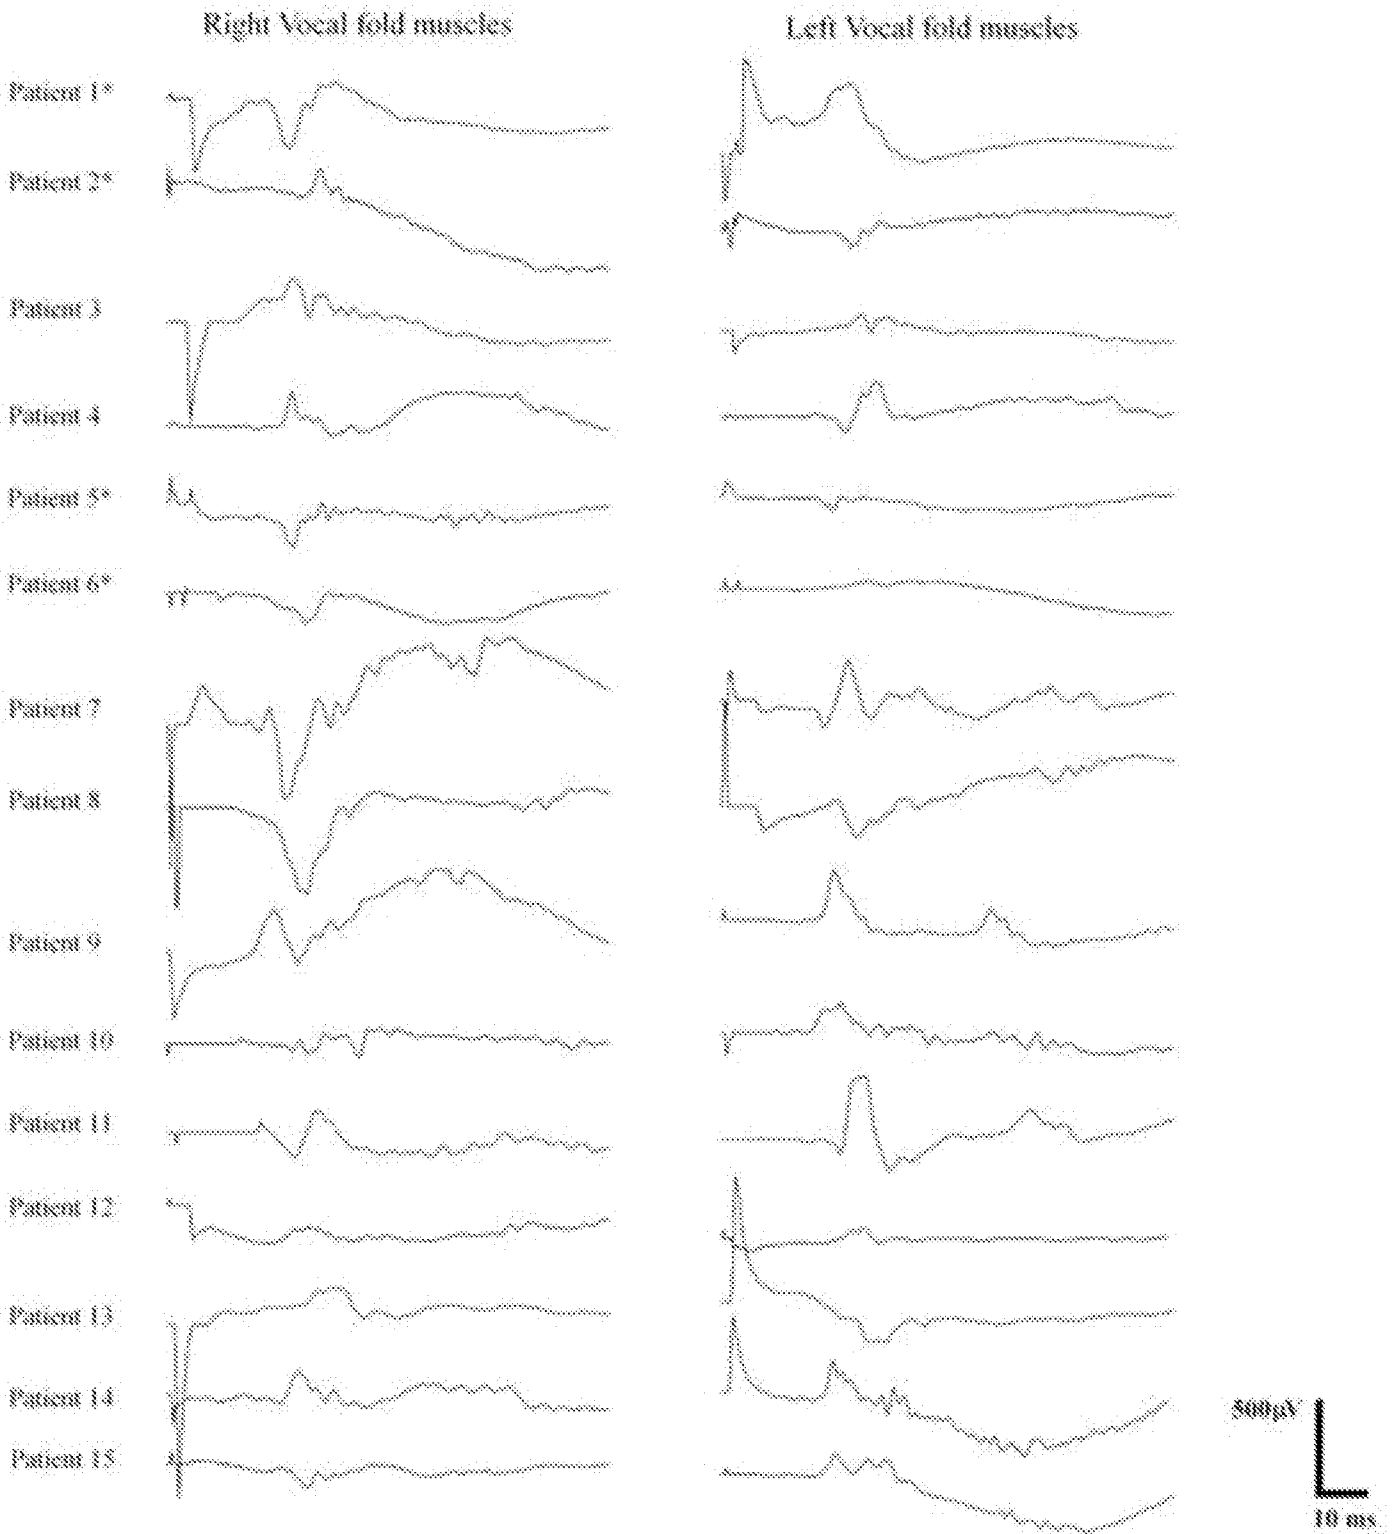 Right Vocal fold muscles
Left Vocal fold muscles
Patient 1*
Patient 2*
Patient 3
Patient 4
Patient 5*
Patient 6*
Patient 7
Patient 8
Patient 9
Patient 10
Patient 11
Patient 12
Patient 13
Patient 14
Patient 15
500µV
10 ms